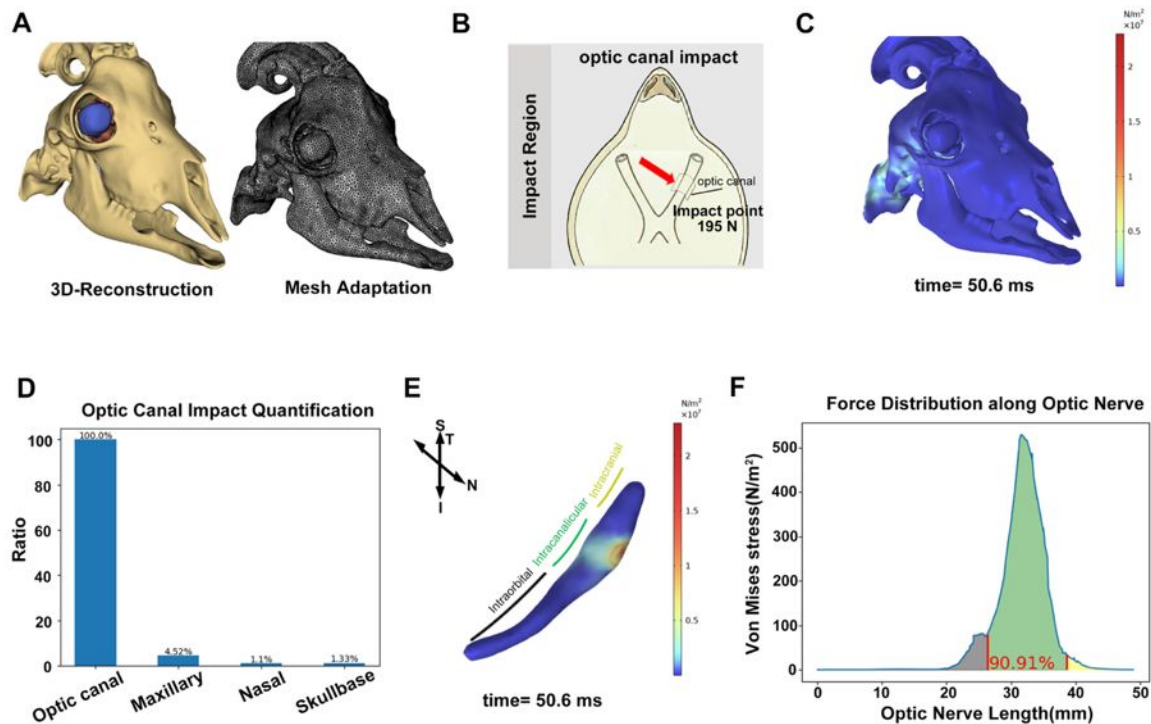 A
3D-Reconstruction
Mesh Adaptation
B
Impact Region
optic canal impact
optic canal
Impact point
195 N
C
N/m²
×10⁷
2
1.5
1
0.5
time= 50.6 ms
D
Optic Canal Impact Quantification
Ratio
100
80
60
40
20
0
100.0%
4.52%
1.1%
1.33%
Optic canal
Maxillary
Nasal
Skullbase
E
S
T
N
I
Intraorbital
Intracanalicular
Intracranial
N/m²
×10⁷
2
1.5
1
0.5
time= 50.6 ms
F
Force Distribution along Optic Nerve
Von Mises stress(N/m²)
500
400
300
200
100
0
90.91%
0 10 20 30 40 50
Optic Nerve Length(mm)